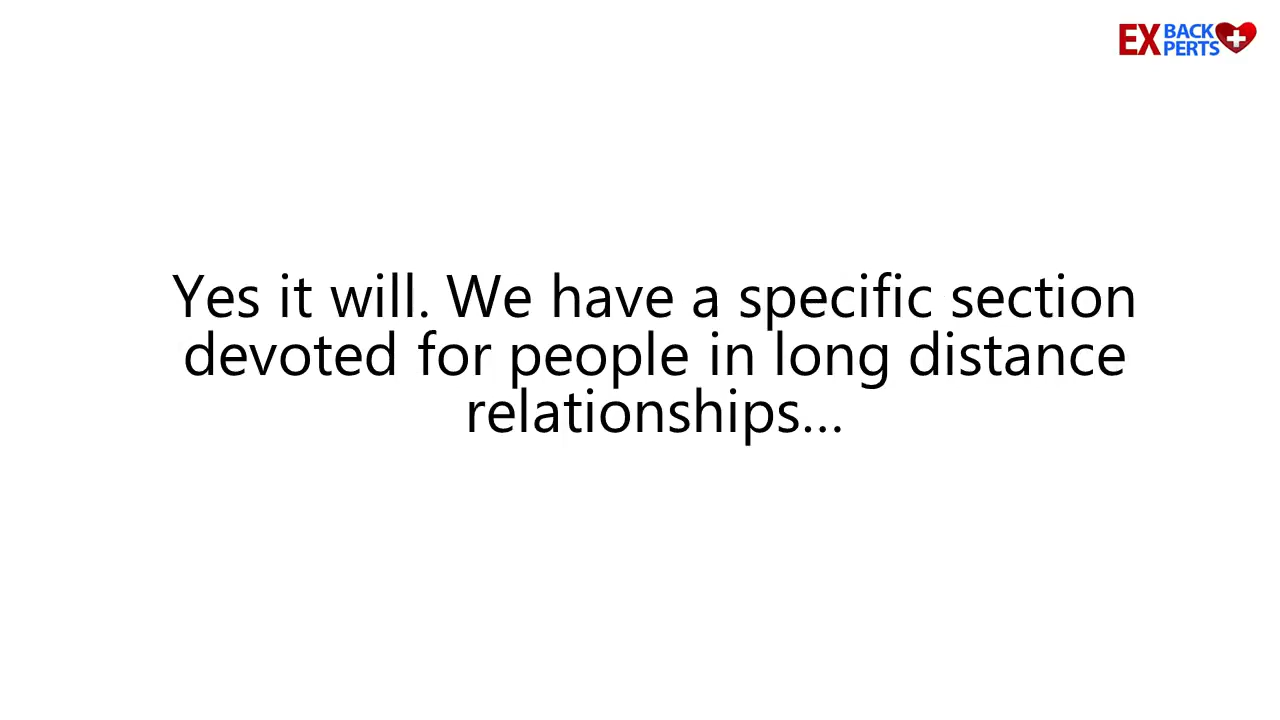 EX BACK
PERTS
Yes it will. We have a specific section
devoted for people in long distance
relationships...